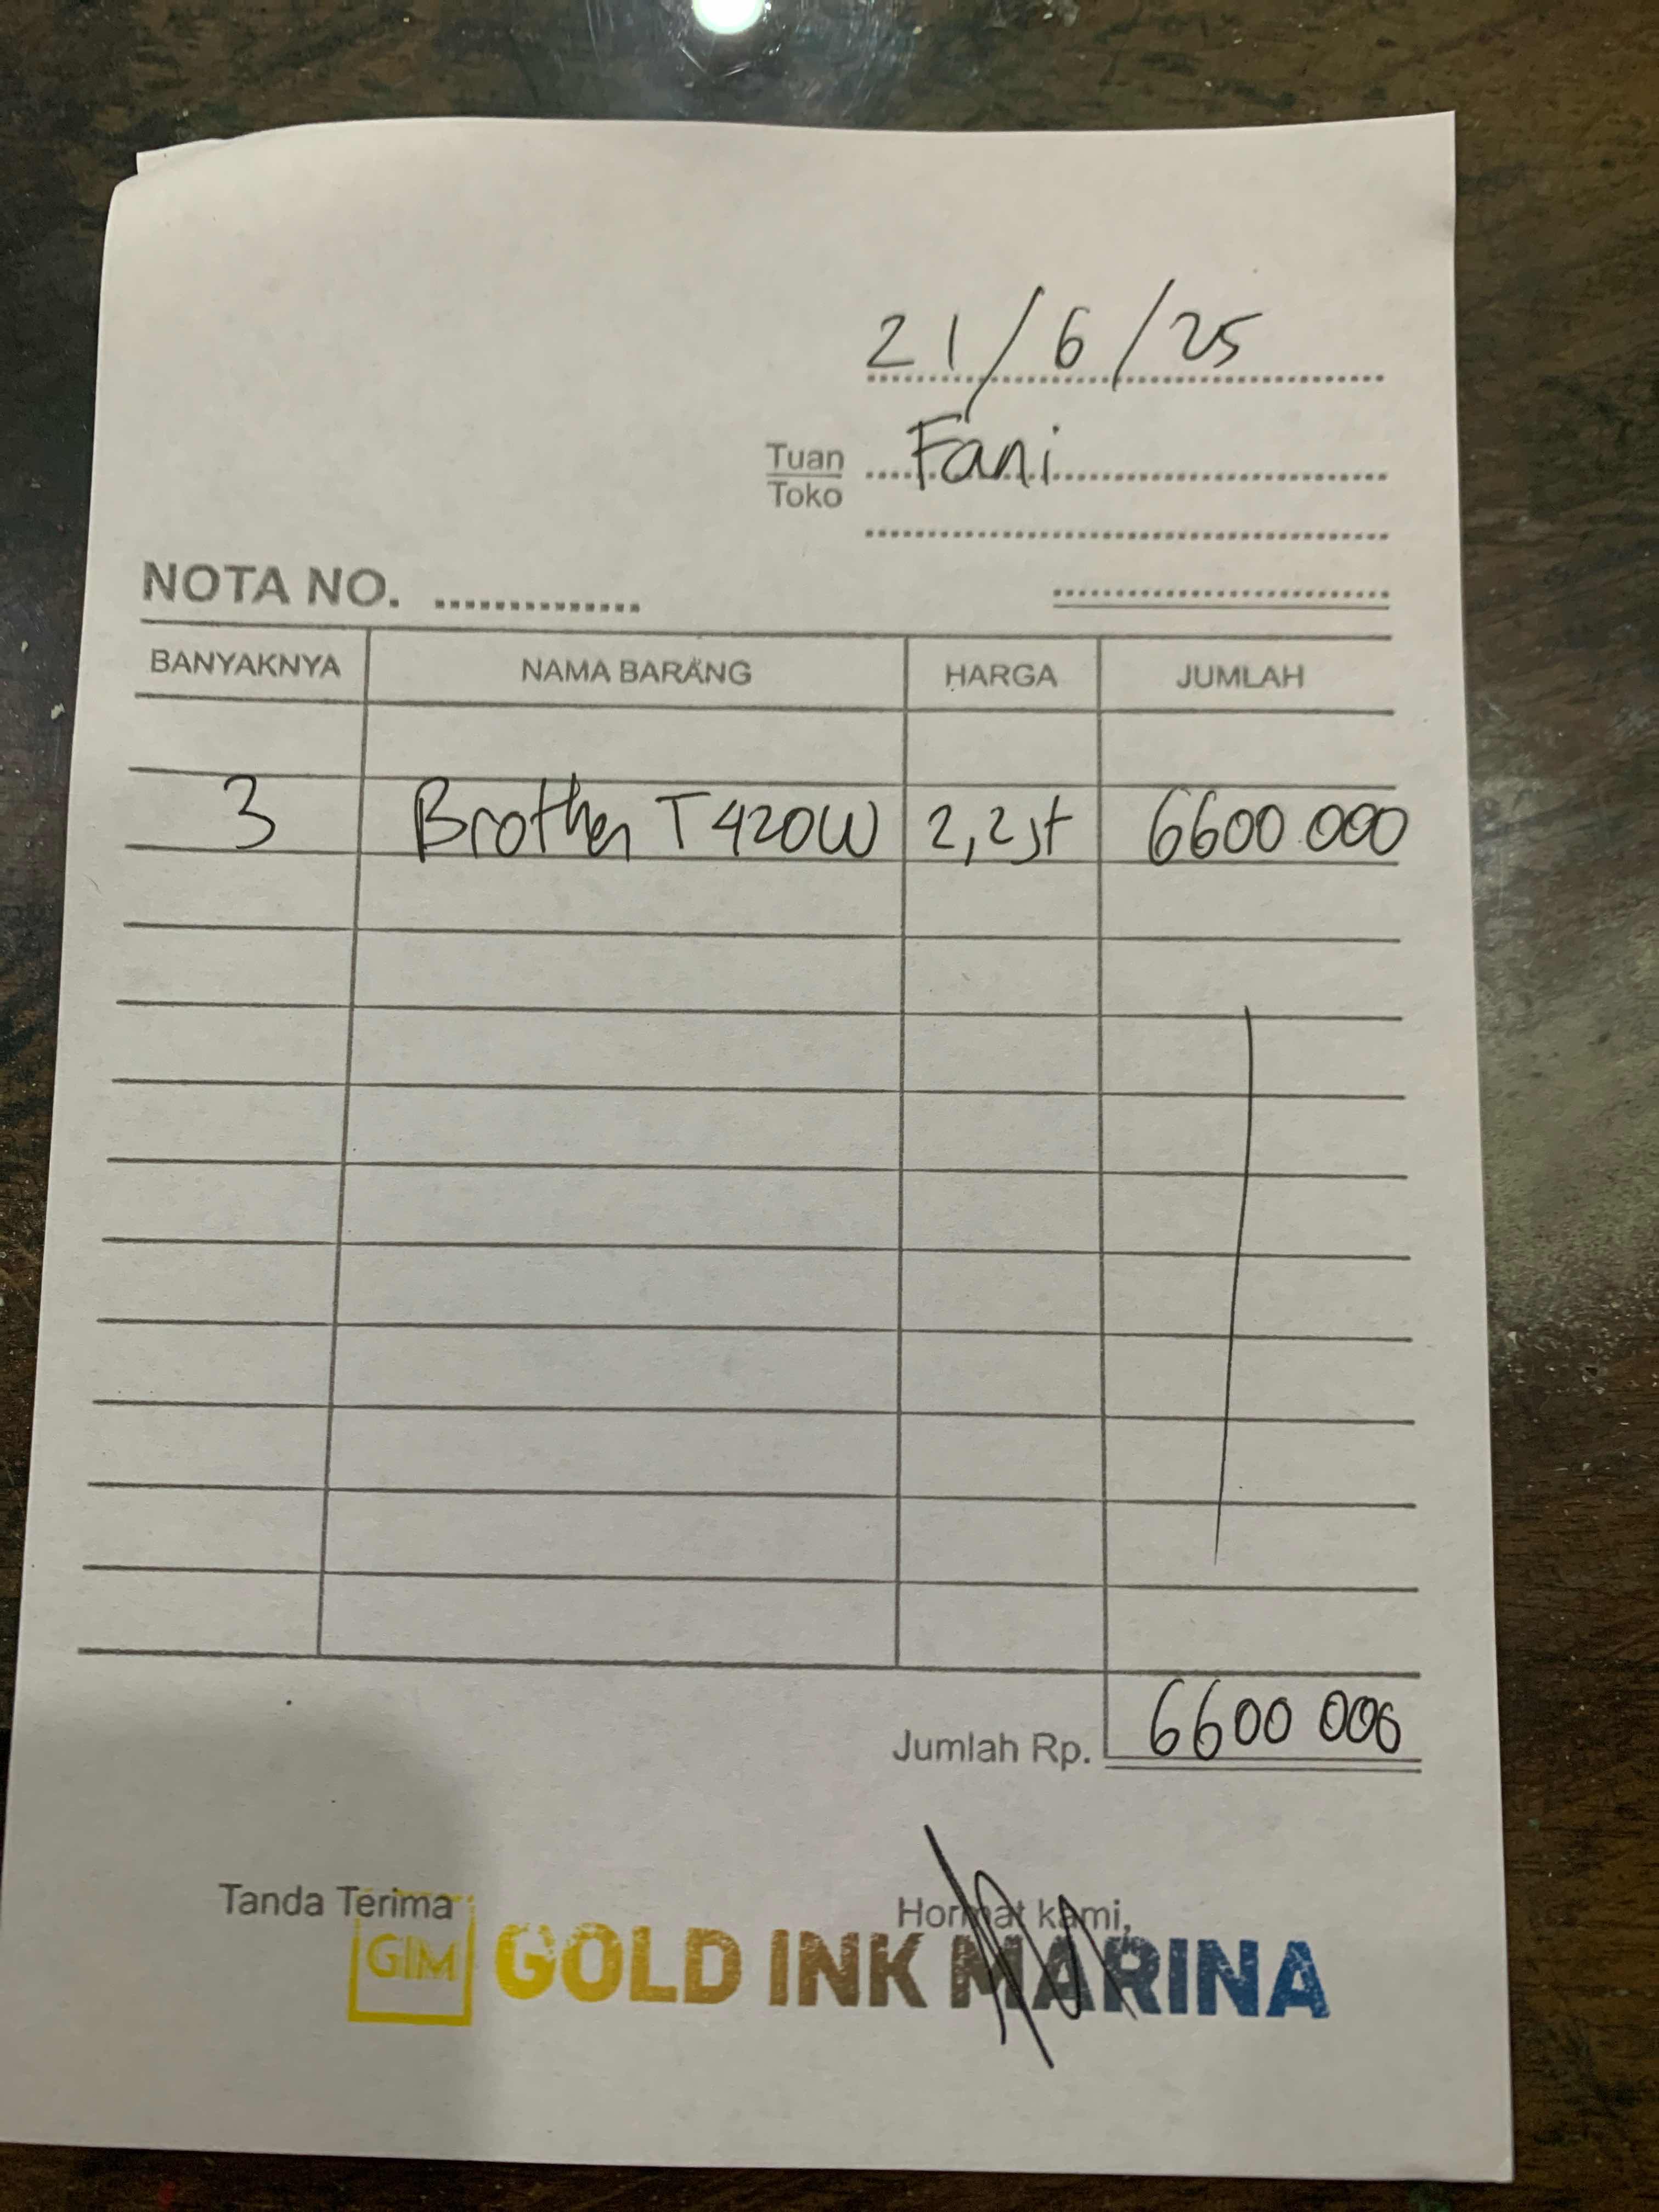 21/6/25
Tuan Fani
Toko
NOTA NO.
BANYAKNYA NAMA BARANG HARGA JUMLAH
3 Brother T420W 2,2jt 6600.000
Jumlah Rp. 6600 000
Tanda Terima Hormat kami,
GIM GOLD INK MARINA